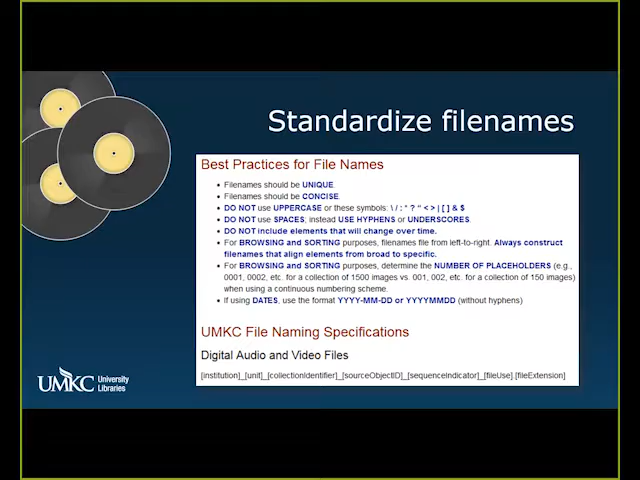 Standardize filenames
Best Practices for File Names
• Filenames should be UNIQUE.
• Filenames should be CONCISE.
• DO NOT use UPPERCASE or these symbols: \ / : * ? " < > | [ ] & $
• DO NOT use SPACES; instead USE HYPHENS or UNDERSCORES.
• DO NOT include elements that will change over time.
• For BROWSING and SORTING purposes, filenames file from left-to-right. Always construct
filenames that align elements from broad to specific.
• For BROWSING and SORTING purposes, determine the NUMBER OF PLACEHOLDERS (e.g.,
0001, 0002, etc. for a collection of 1500 images vs. 001, 002, etc. for a collection of 150 images)
when using a continuous numbering scheme.
• If using DATES, use the format YYYY-MM-DD or YYYYMMDD (without hyphens)
UMKC File Naming Specifications
Digital Audio and Video Files
[institution]_[unit]_[collectionIdentifier]_[sourceObjectID]_[sequenceIndicator]_[fileUse].[fileExtension]
UMKC
University
Libraries